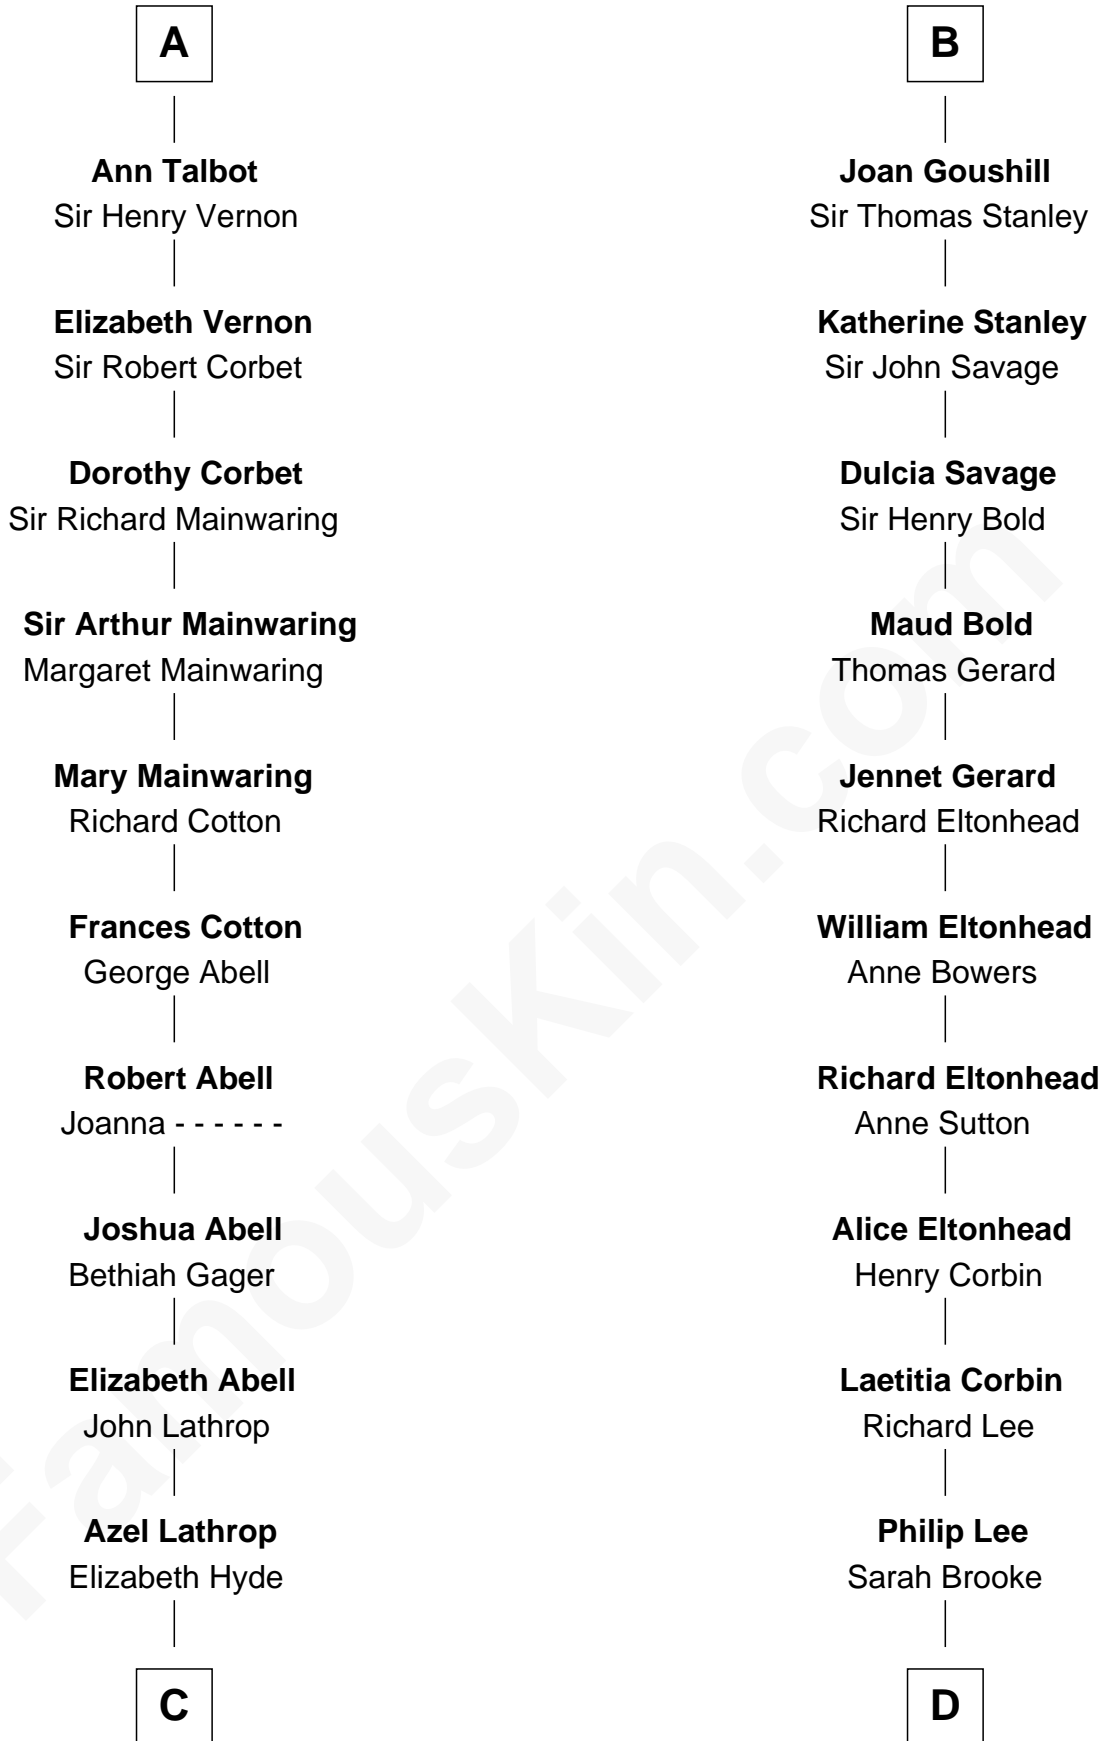 A
Ann Talbot
Sir Henry Vernon
Elizabeth Vernon
Sir Robert Corbet
Dorothy Corbet
Sir Richard Mainwaring
Sir Arthur Mainwaring
Margaret Mainwaring
Mary Mainwaring
Richard Cotton
Frances Cotton
George Abell
Robert Abell
Joanna - - - - - -
Joshua Abell
Bethiah Gager
Elizabeth Abell
John Lathrop
Azel Lathrop
Elizabeth Hyde
C
B
Joan Goushill
Sir Thomas Stanley
Katherine Stanley
Sir John Savage
Dulcia Savage
Sir Henry Bold
Maud Bold
Thomas Gerard
Jennet Gerard
Richard Eltonhead
William Eltonhead
Anne Bowers
Richard Eltonhead
Anne Sutton
Alice Eltonhead
Henry Corbin
Laetitia Corbin
Richard Lee
Philip Lee
Sarah Brooke
D
FamousKin.com